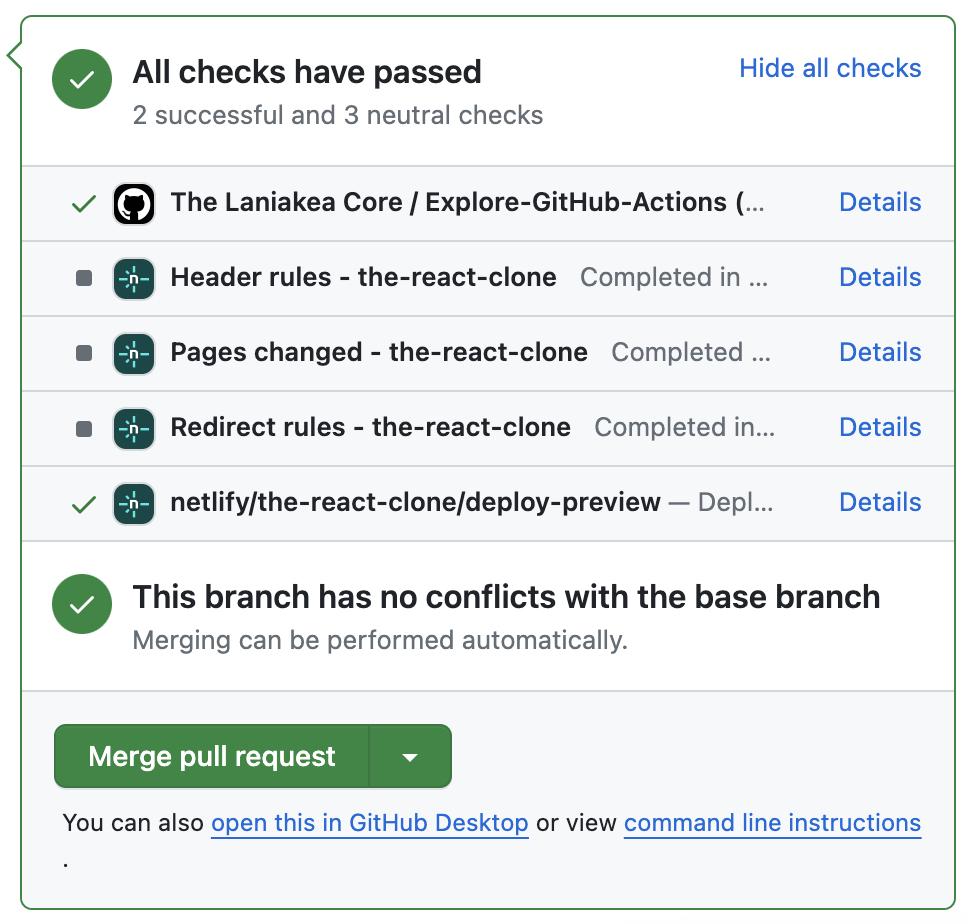 All checks have passed
Hide all checks
2 successful and 3 neutral checks
The Laniakea Core / Explore-GitHub-Actions (...
Details
Header rules - the-react-clone Completed in ...
Details
Pages changed - the-react-clone Completed ...
Details
Redirect rules - the-react-clone Completed in...
Details
netlify/the-react-clone/deploy-preview — Depl...
Details
This branch has no conflicts with the base branch
Merging can be performed automatically.
Merge pull request
You can also open this in GitHub Desktop or view command line instructions
.